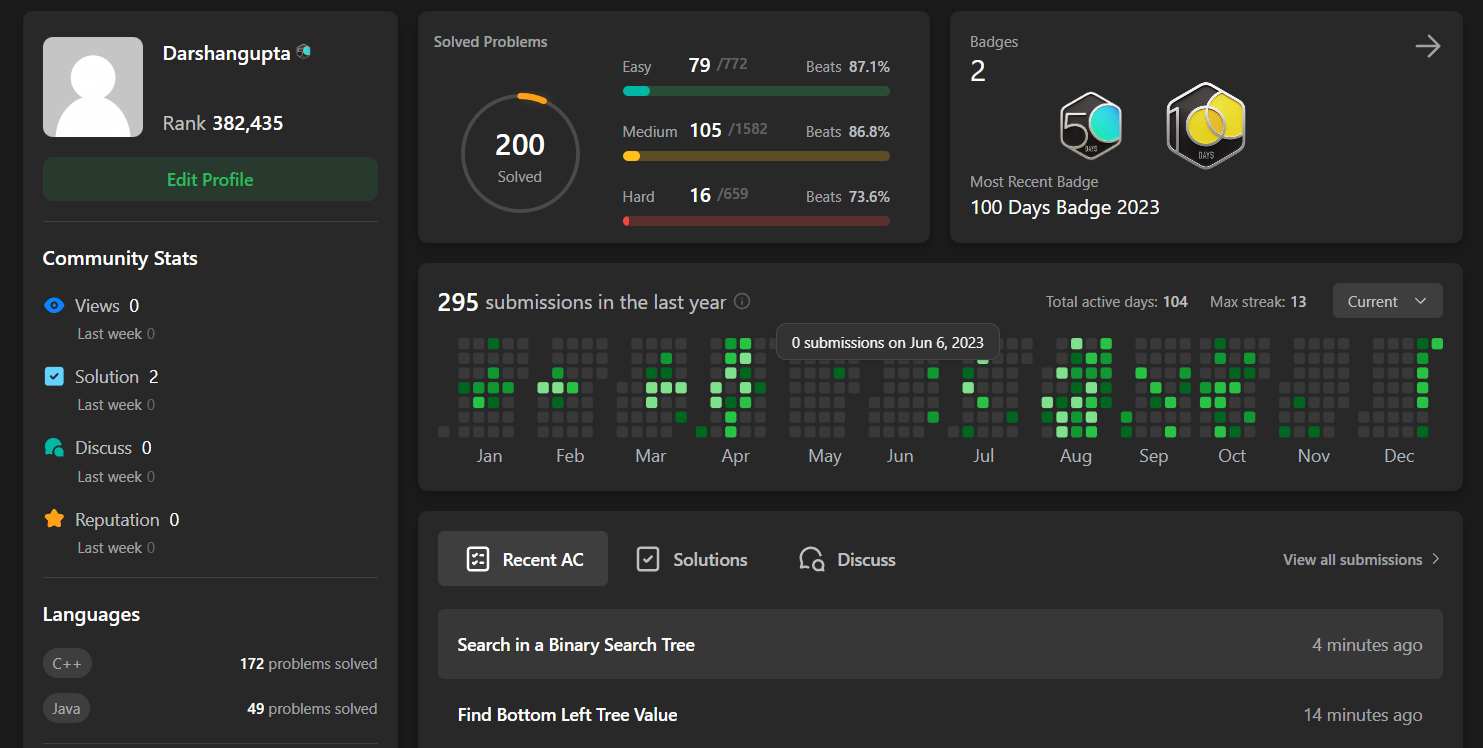 Darshangupta
Rank 382,435
Edit Profile
Community Stats
Views 0
Last week 0
Solution 2
Last week 0
Discuss 0
Last week 0
Reputation 0
Last week 0
Languages
C++ 172 problems solved
Java 49 problems solved
Solved Problems
200
Solved
Easy 79 /772 Beats 87.1%
Medium 105 /1582 Beats 86.8%
Hard 16 /659 Beats 73.6%
Badges
2
50 DAYS
100 DAYS
Most Recent Badge
100 Days Badge 2023
295 submissions in the last year Total active days: 104 Max streak: 13 Current
0 submissions on Jun 6, 2023
Jan Feb Mar Apr May Jun Jul Aug Sep Oct Nov Dec
Recent AC Solutions Discuss View all submissions
Search in a Binary Search Tree 4 minutes ago
Find Bottom Left Tree Value 14 minutes ago